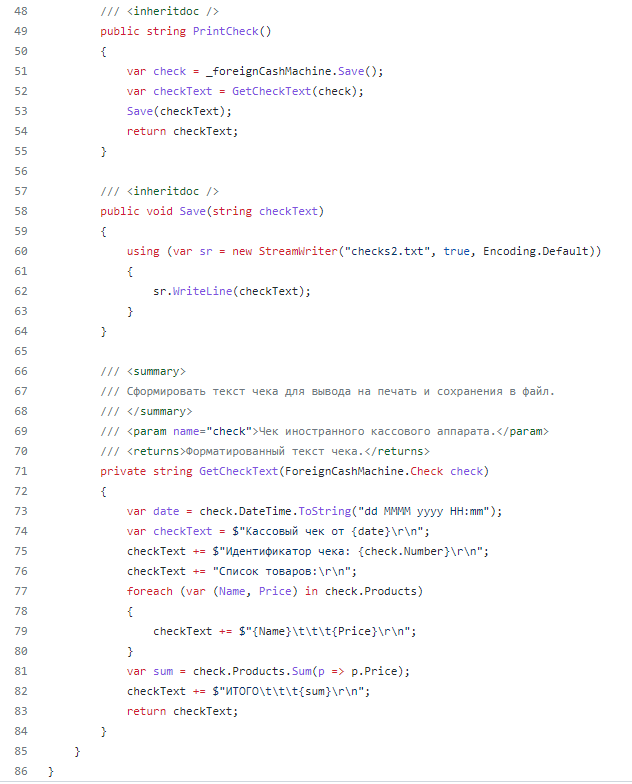 48 /// <inheritdoc />
49 public string PrintCheck()
50 {
51 var check = _foreignCashMachine.Save();
52 var checkText = GetCheckText(check);
53 Save(checkText);
54 return checkText;
55 }
56
57 /// <inheritdoc />
58 public void Save(string checkText)
59 {
60 using (var sr = new StreamWriter("checks2.txt", true, Encoding.Default))
61 {
62 sr.WriteLine(checkText);
63 }
64 }
65
66 /// <summary>
67 /// Сформировать текст чека для вывода на печать и сохранения в файл.
68 /// </summary>
69 /// <param name="check">Чек иностранного кассового аппарата.</param>
70 /// <returns>Форматированный текст чека.</returns>
71 private string GetCheckText(ForeignCashMachine.Check check)
72 {
73 var date = check.DateTime.ToString("dd MMMM yyyy HH:mm");
74 var checkText = $"Кассовый чек от {date}\r\n";
75 checkText += $"Идентификатор чека: {check.Number}\r\n";
76 checkText += "Список товаров:\r\n";
77 foreach (var (Name, Price) in check.Products)
78 {
79 checkText += $"{Name}\t\t\t{Price}\r\n";
80 }
81 var sum = check.Products.Sum(p => p.Price);
82 checkText += $"ИТОГО\t\t\t{sum}\r\n";
83 return checkText;
84 }
85 }
86 }